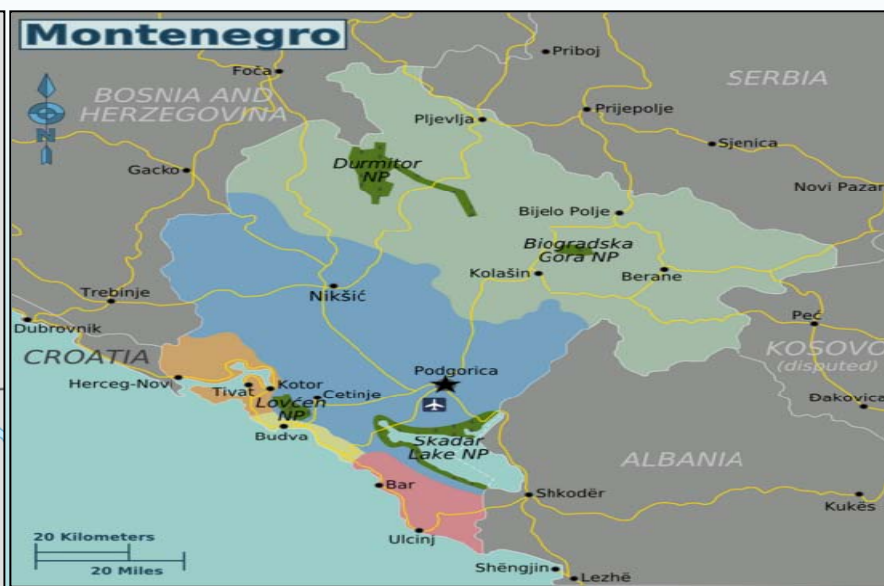 Montenegro
Priboj
Foča
SERBIA
BOSNIA AND
HERZEGOVINA
N
Prijepolje
Pljevlja
Sjenica
Durmitor
NP
Gacko
Novi Pazar
Bijelo Polje
Biogradska
Gora NP
Kolašin
Berane
Trebinje
Nikšić
Peć
Dubrovnik
CROATIA
KOSOVO
(disputed)
Podgorica
Herceg-Novi
Tivat
Kotor
Cetinje
Lovćen
NP
Đakovica
Budva
Skadar
Lake NP
ALBANIA
Bar
Shkodër
Kukës
Ulcinj
20 Kilometers
20 Miles
Shëngjin
Lezhë